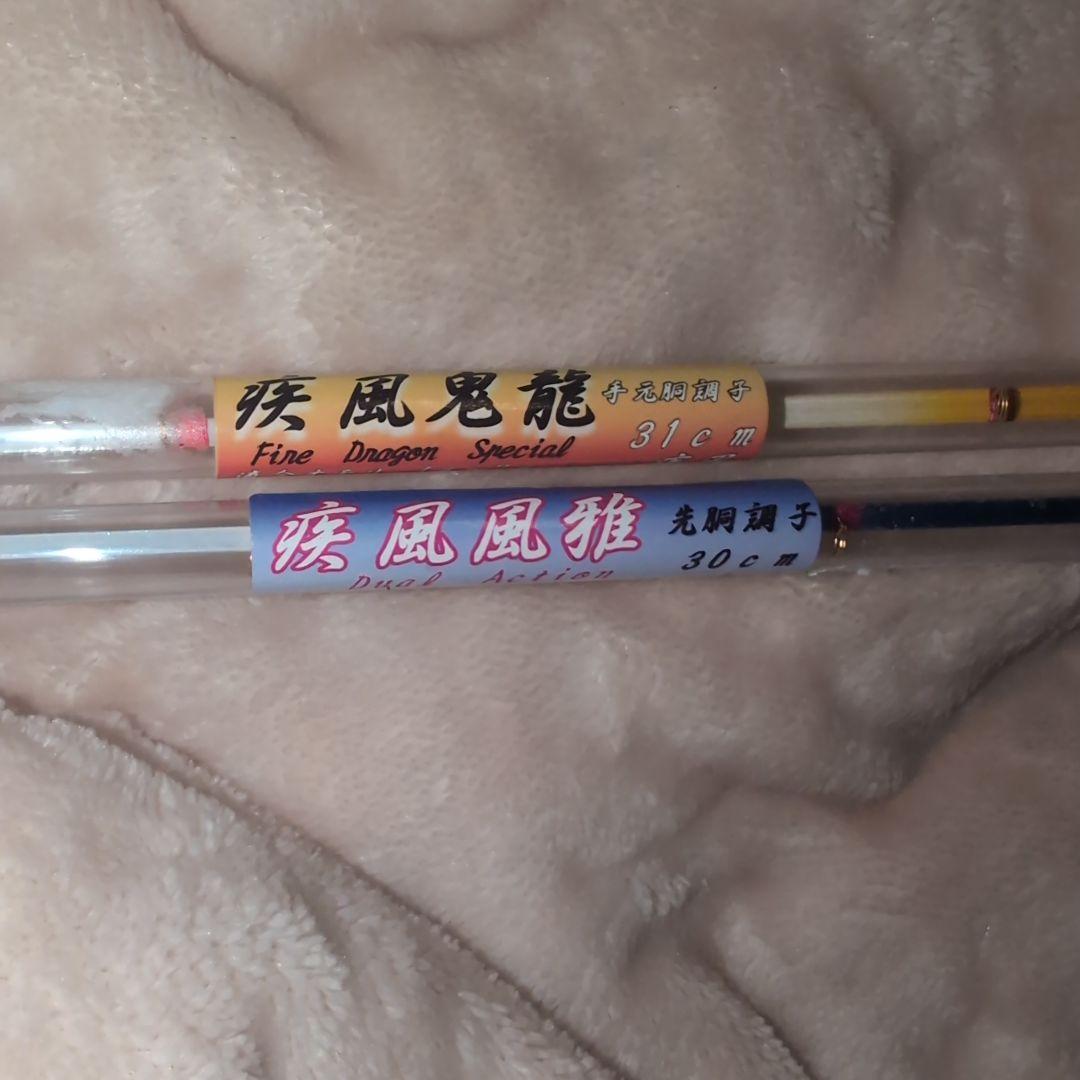 疾風鬼龍 手元胴調子
Fire Dragon Special 31cm
疾風風雅 先胴調子
Dual Action 30cm